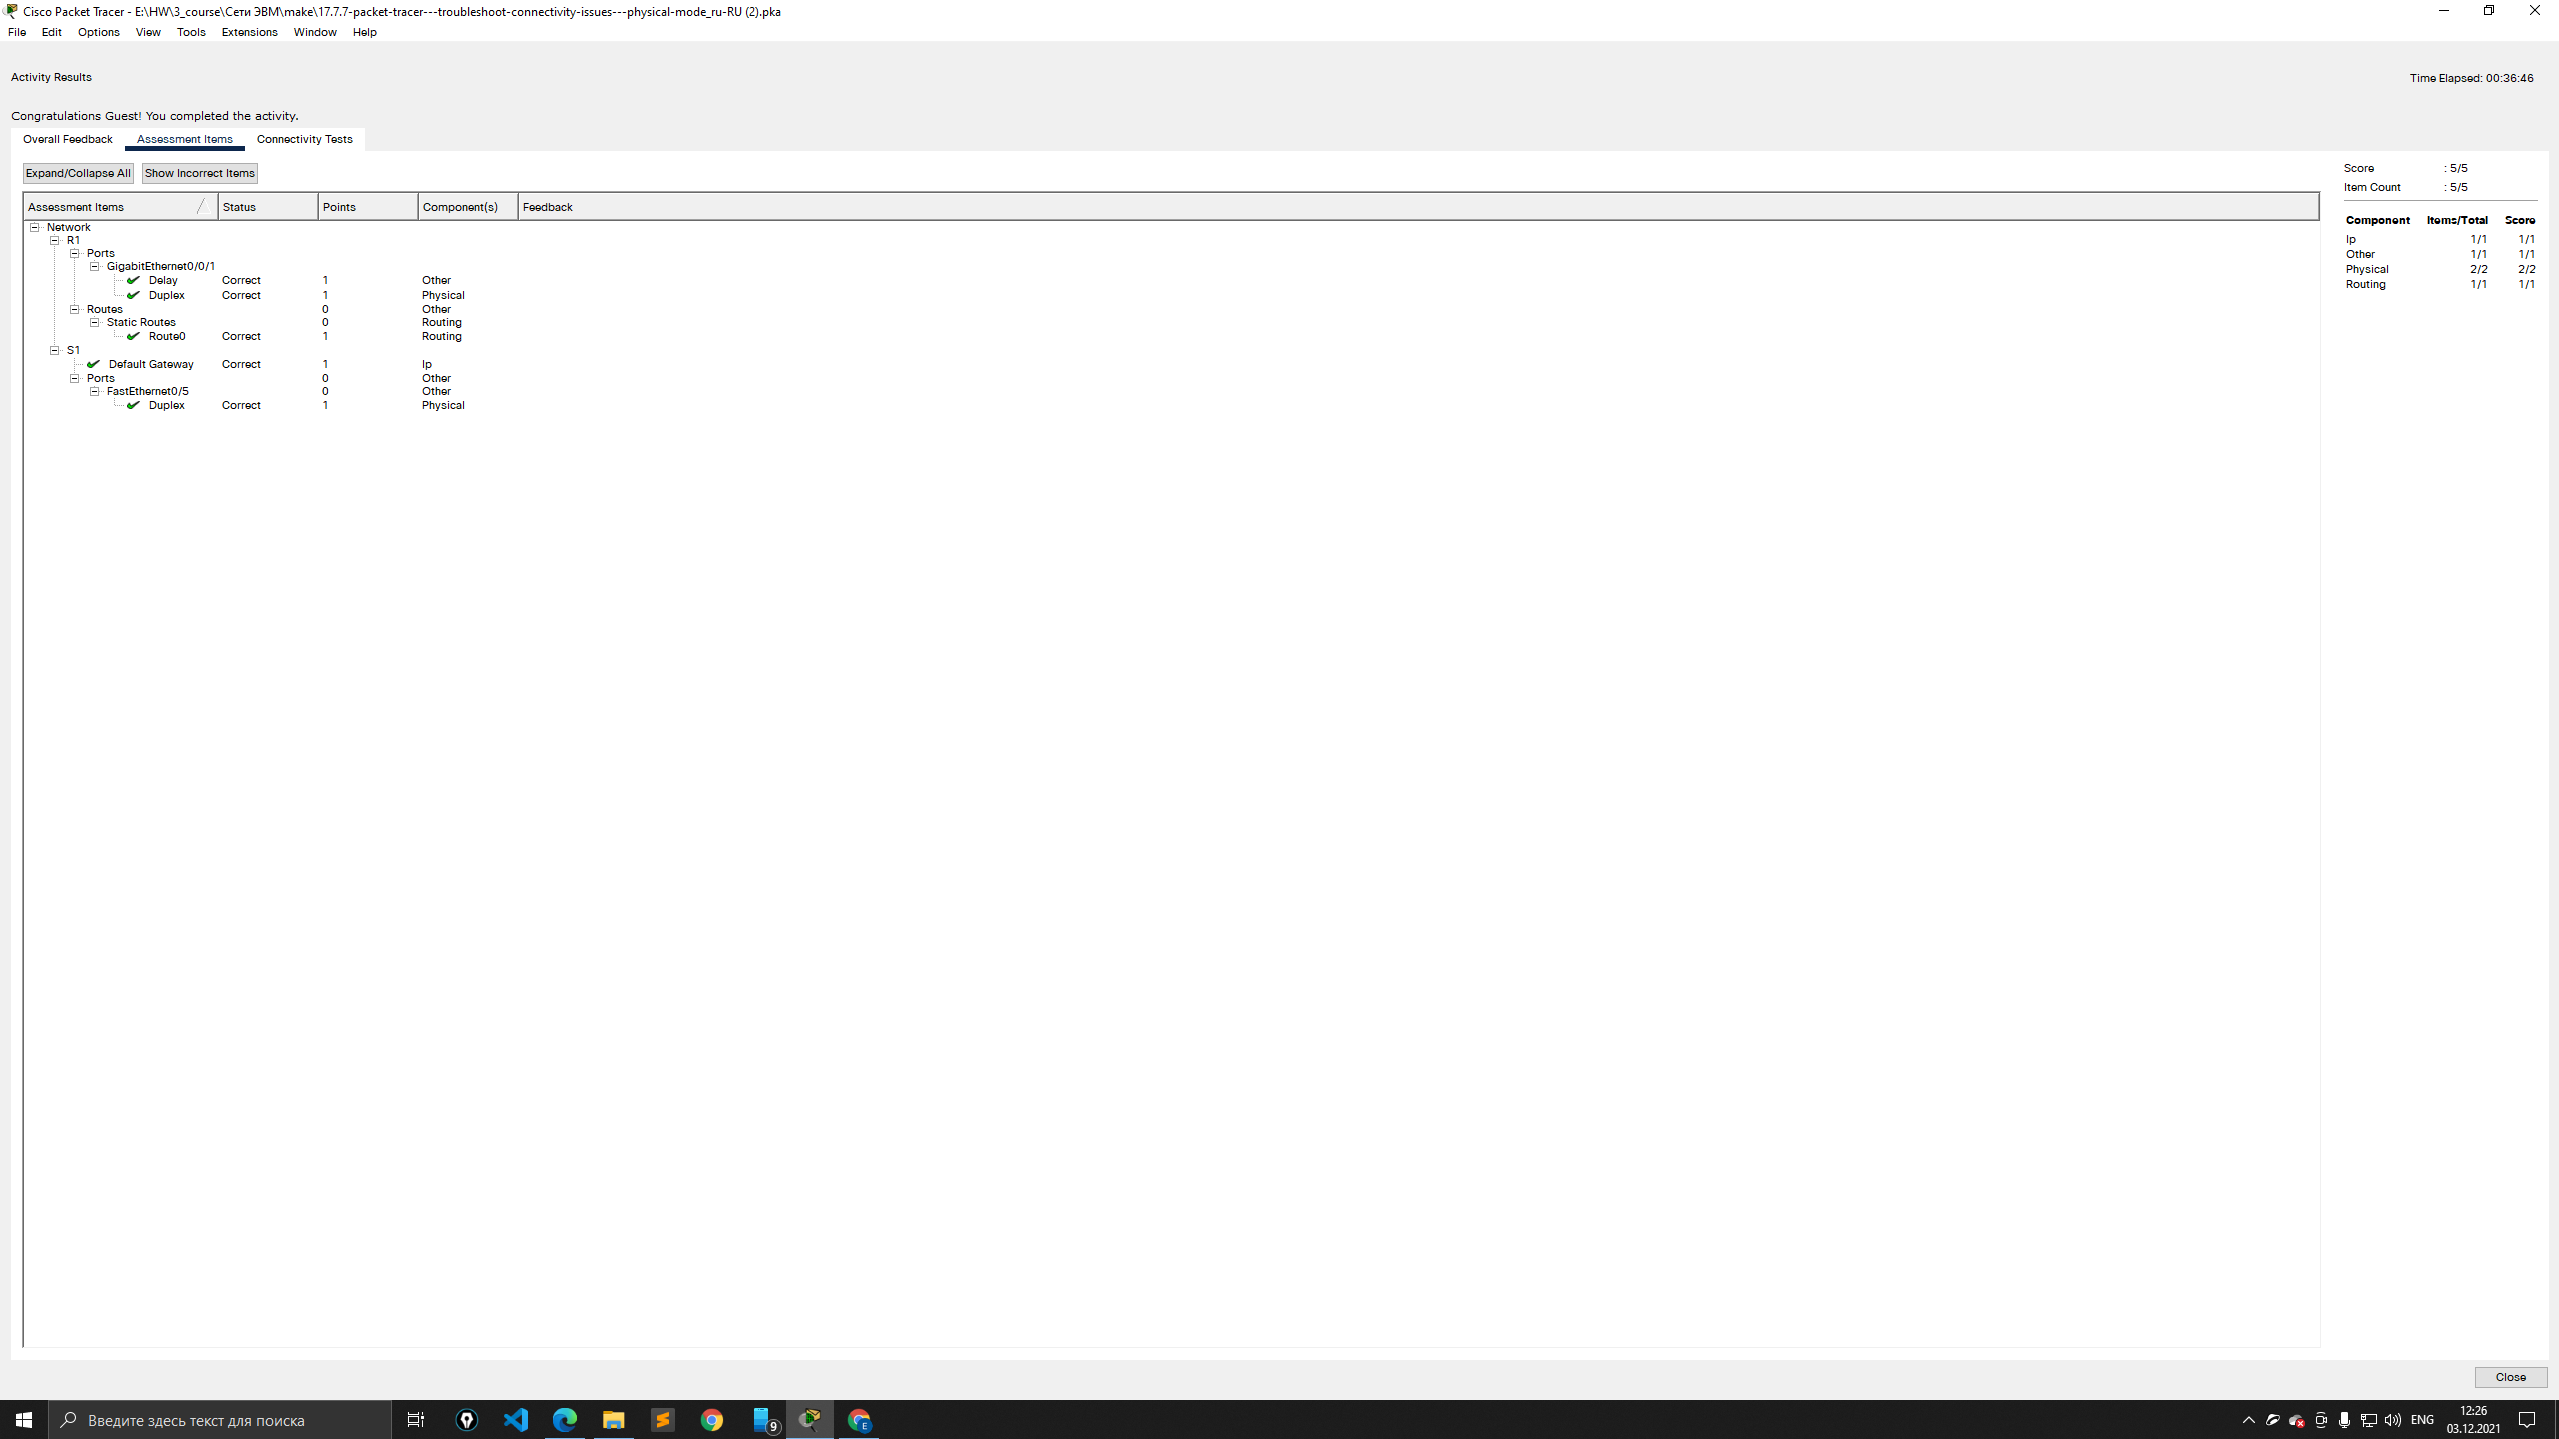 Cisco Packet Tracer - E:\HW\3_course\Сети ЭВМ\make\17.7.7-packet-tracer---troubleshoot-connectivity-issues---physical-mode_ru-RU (2).pka
File Edit Options View Tools Extensions Window Help
Activity Results
Time Elapsed: 00:36:46
Congratulations Guest! You completed the activity.
Overall Feedback Assessment Items Connectivity Tests
Expand/Collapse All Show Incorrect Items
Assessment Items Status Points Component(s) Feedback
Network
R1
Ports
GigabitEthernet0/0/1
Delay Correct 1 Other
Duplex Correct 1 Physical
Routes 0 Other
Static Routes 0 Routing
Route0 Correct 1 Routing
S1
Default Gateway Correct 1 Ip
Ports 0 Other
FastEthernet0/5 0 Other
Duplex Correct 1 Physical
Score : 5/5
Item Count : 5/5
Component Items/Total Score
Ip 1/1 1/1
Other 1/1 1/1
Physical 2/2 2/2
Routing 1/1 1/1
Close
Введите здесь текст для поиска
9
E
ENG
12:26
03.12.2021